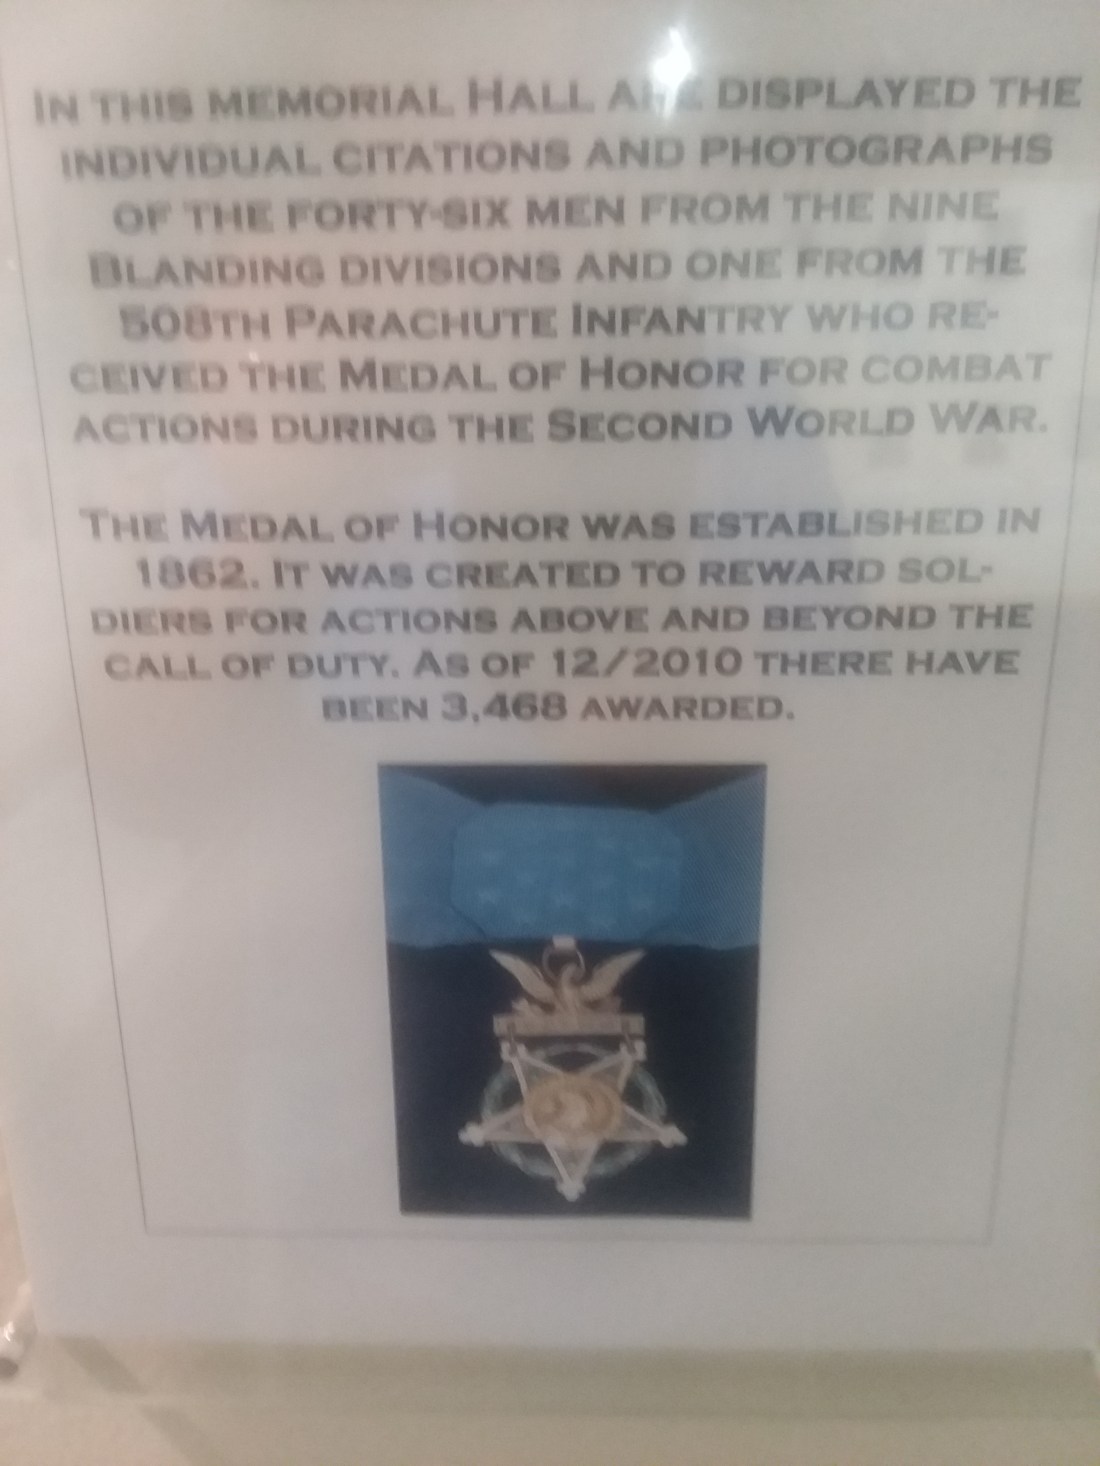 IN THIS MEMORIAL HALL ARE DISPLAYED THE
INDIVIDUAL CITATIONS AND PHOTOGRAPHS
OF THE FORTY-SIX MEN FROM THE NINE
BLANDING DIVISIONS AND ONE FROM THE
508TH PARACHUTE INFANTRY WHO RE-
CEIVED THE MEDAL OF HONOR FOR COMBAT
ACTIONS DURING THE SECOND WORLD WAR.
THE MEDAL OF HONOR WAS ESTABLISHED IN
1862. IT WAS CREATED TO REWARD SOL-
DIERS FOR ACTIONS ABOVE AND BEYOND THE
CALL OF DUTY. AS OF 12/2010 THERE HAVE
BEEN 3,468 AWARDED.